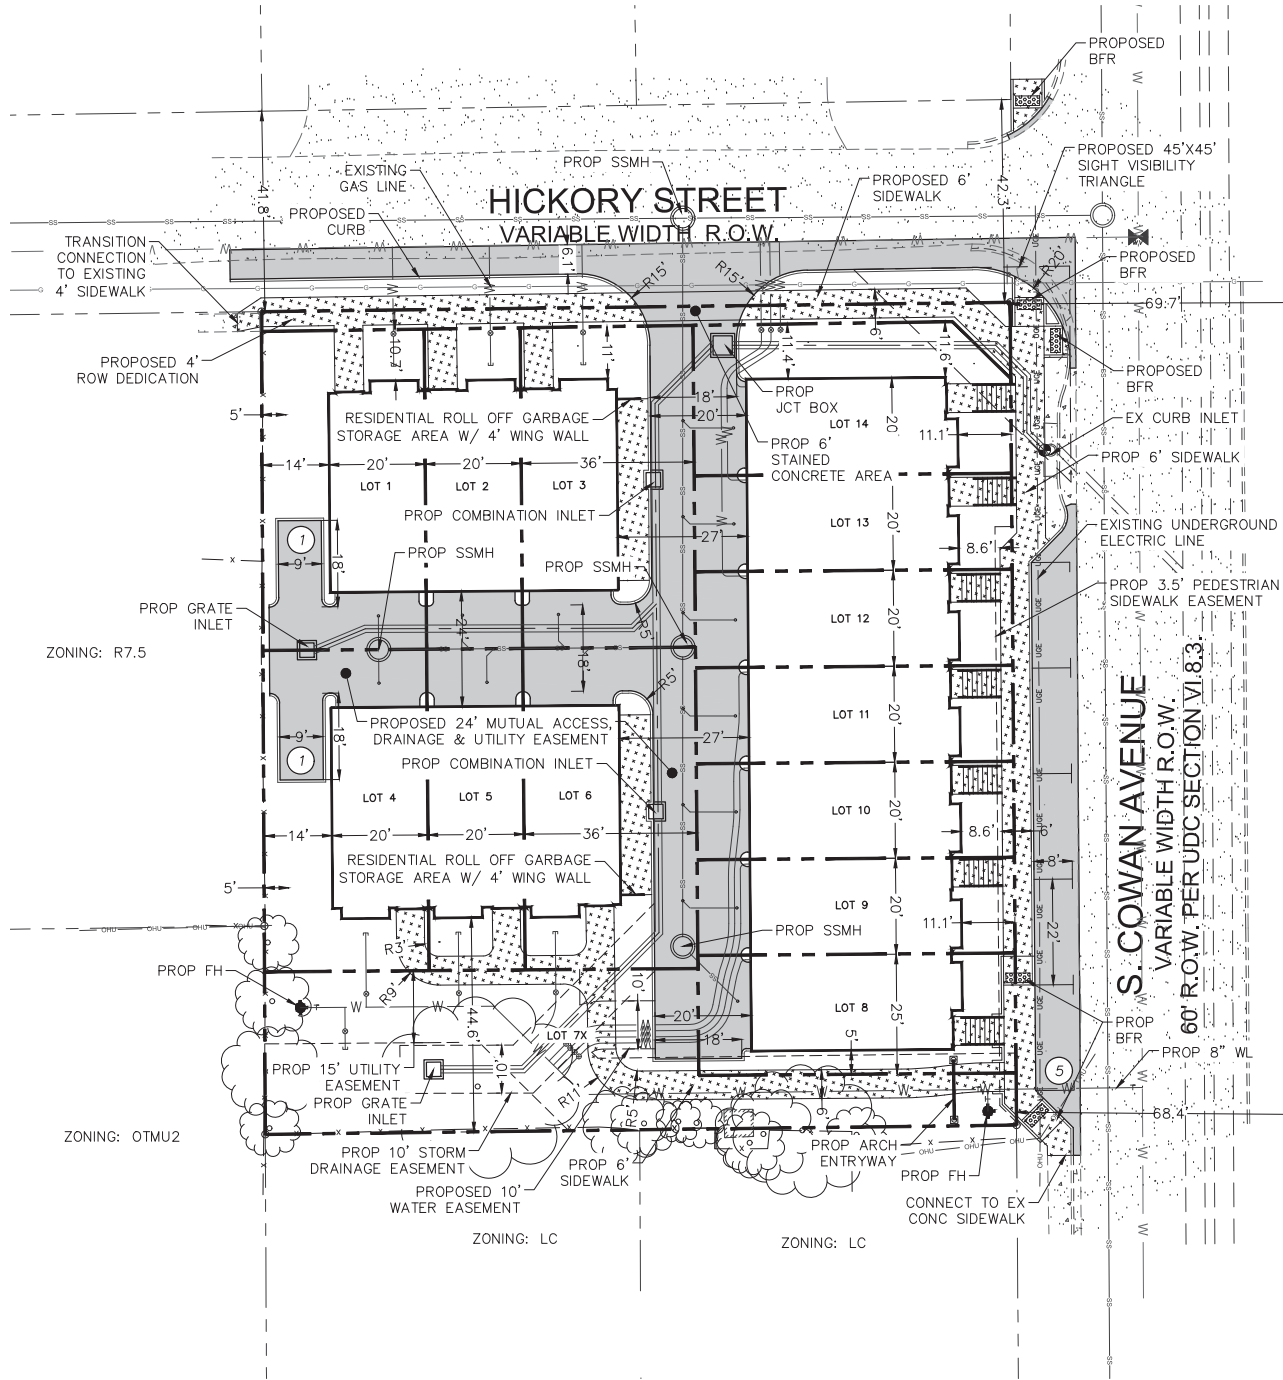 PROPOSED
BFR
PROP SSMH
EXISTING
GAS LINE
PROPOSED
CURB
HICKORY STREET
VARIABLE WIDTH R.O.W.
PROPOSED 6'
SIDEWALK
PROPOSED 45'X45'
SIGHT VISIBILITY
TRIANGLE
41.8'
42.3'
TRANSITION
CONNECTION
TO EXISTING
4' SIDEWALK
6.1'
R15'
R15'
R20'
PROPOSED
BFR
69.7'
PROPOSED 4'
ROW DEDICATION
10.7'
11'
11.4'
6'
11.6'
PROPOSED
BFR
5'
RESIDENTIAL ROLL OFF GARBAGE
STORAGE AREA W/ 4' WING WALL
18'
20'
PROP
JCT BOX
LOT 14
20'
11.1'
EX CURB INLET
PROP 6' SIDEWALK
14'
20'
20'
36'
PROP 6'
STAINED
CONCRETE AREA
LOT 1
LOT 2
LOT 3
PROP COMBINATION INLET
LOT 13
20'
EXISTING UNDERGROUND
ELECTRIC LINE
1
9'
18'
27'
8.6'
PROP SSMH
PROP SSMH
PROP 3.5' PEDESTRIAN
SIDEWALK EASEMENT
PROP GRATE
INLET
24'
18'
R5'
LOT 12
20'
ZONING: R7.5
R5'
S. COWAN AVENUE
VARIABLE WIDTH R.O.W.
60' R.O.W. PER UDC SECTION VI.8.3.
PROPOSED 24' MUTUAL ACCESS,
DRAINAGE & UTILITY EASEMENT
9'
18'
1
27'
LOT 11
20'
PROP COMBINATION INLET
LOT 4
LOT 5
LOT 6
LOT 10
20'
14'
20'
20'
36'
8.6'
6'
RESIDENTIAL ROLL OFF GARBAGE
STORAGE AREA W/ 4' WING WALL
8'
5'
LOT 9
20'
11.1'
22'
PROP SSMH
R3'
PROP FH
R9'
44.6'
10'
20'
18'
LOT 8
25'
LOT 7X
5'
PROP
BFR
PROP 8" WL
PROP 15' UTILITY
EASEMENT
PROP GRATE
INLET
10'
R11'
R5'
6'
5
68.4'
ZONING: OTMU2
PROP 10' STORM
DRAINAGE EASEMENT
PROP 6'
SIDEWALK
PROP ARCH
ENTRYWAY
PROP FH
PROPOSED 10'
WATER EASEMENT
CONNECT TO EX
CONC SIDEWALK
ZONING: LC
ZONING: LC